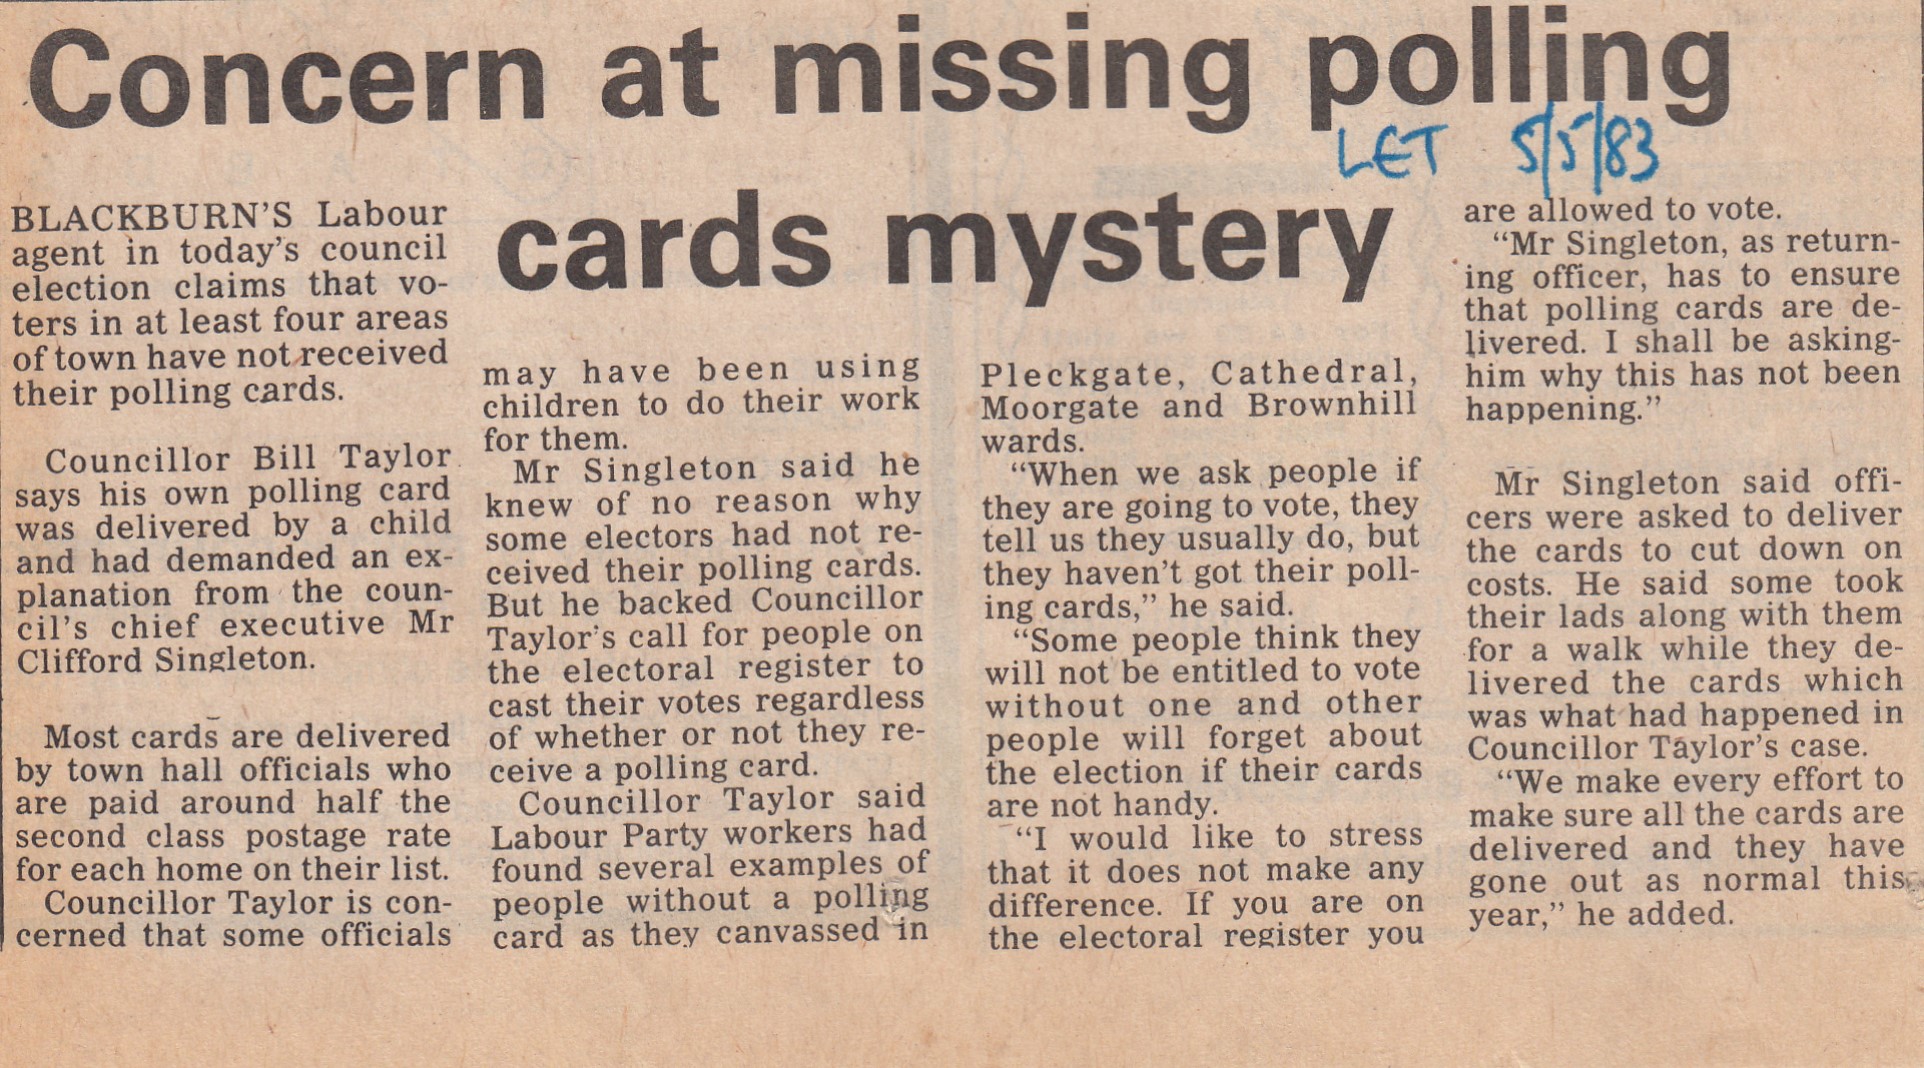 Concern at missing polling
cards mystery
LET 5/5/83
BLACKBURN'S Labour
agent in today's council
election claims that vo-
ters in at least four areas
of town have not received
their polling cards.
Councillor Bill Taylor
says his own polling card
was delivered by a child
and had demanded an ex-
planation from the coun-
cil's chief executive Mr
Clifford Singleton.
Most cards are delivered
by town hall officials who
are paid around half the
second class postage rate
for each home on their list.
Councillor Taylor is con-
cerned that some officials
may have been using
children to do their work
for them.
Mr Singleton said he
knew of no reason why
some electors had not re-
ceived their polling cards.
But he backed Councillor
Taylor's call for people on
the electoral register to
cast their votes regardless
of whether or not they re-
ceive a polling card.
Councillor Taylor said
Labour Party workers had
found several examples of
people without a polling
card as they canvassed in
Pleckgate, Cathedral,
Moorgate and Brownhill
wards.
"When we ask people if
they are going to vote, they
tell us they usually do, but
they haven't got their poll-
ing cards," he said.
"Some people think they
will not be entitled to vote
without one and other
people will forget about
the election if their cards
are not handy.
"I would like to stress
that it does not make any
difference. If you are on
the electoral register you
are allowed to vote.
"Mr Singleton, as return-
ing officer, has to ensure
that polling cards are de-
livered. I shall be asking-
him why this has not been
happening."
Mr Singleton said offi-
cers were asked to deliver
the cards to cut down on
costs. He said some took
their lads along with them
for a walk while they de-
livered the cards which
was what had happened in
Councillor Taylor's case.
"We make every effort to
make sure all the cards are
delivered and they have
gone out as normal this
year," he added.